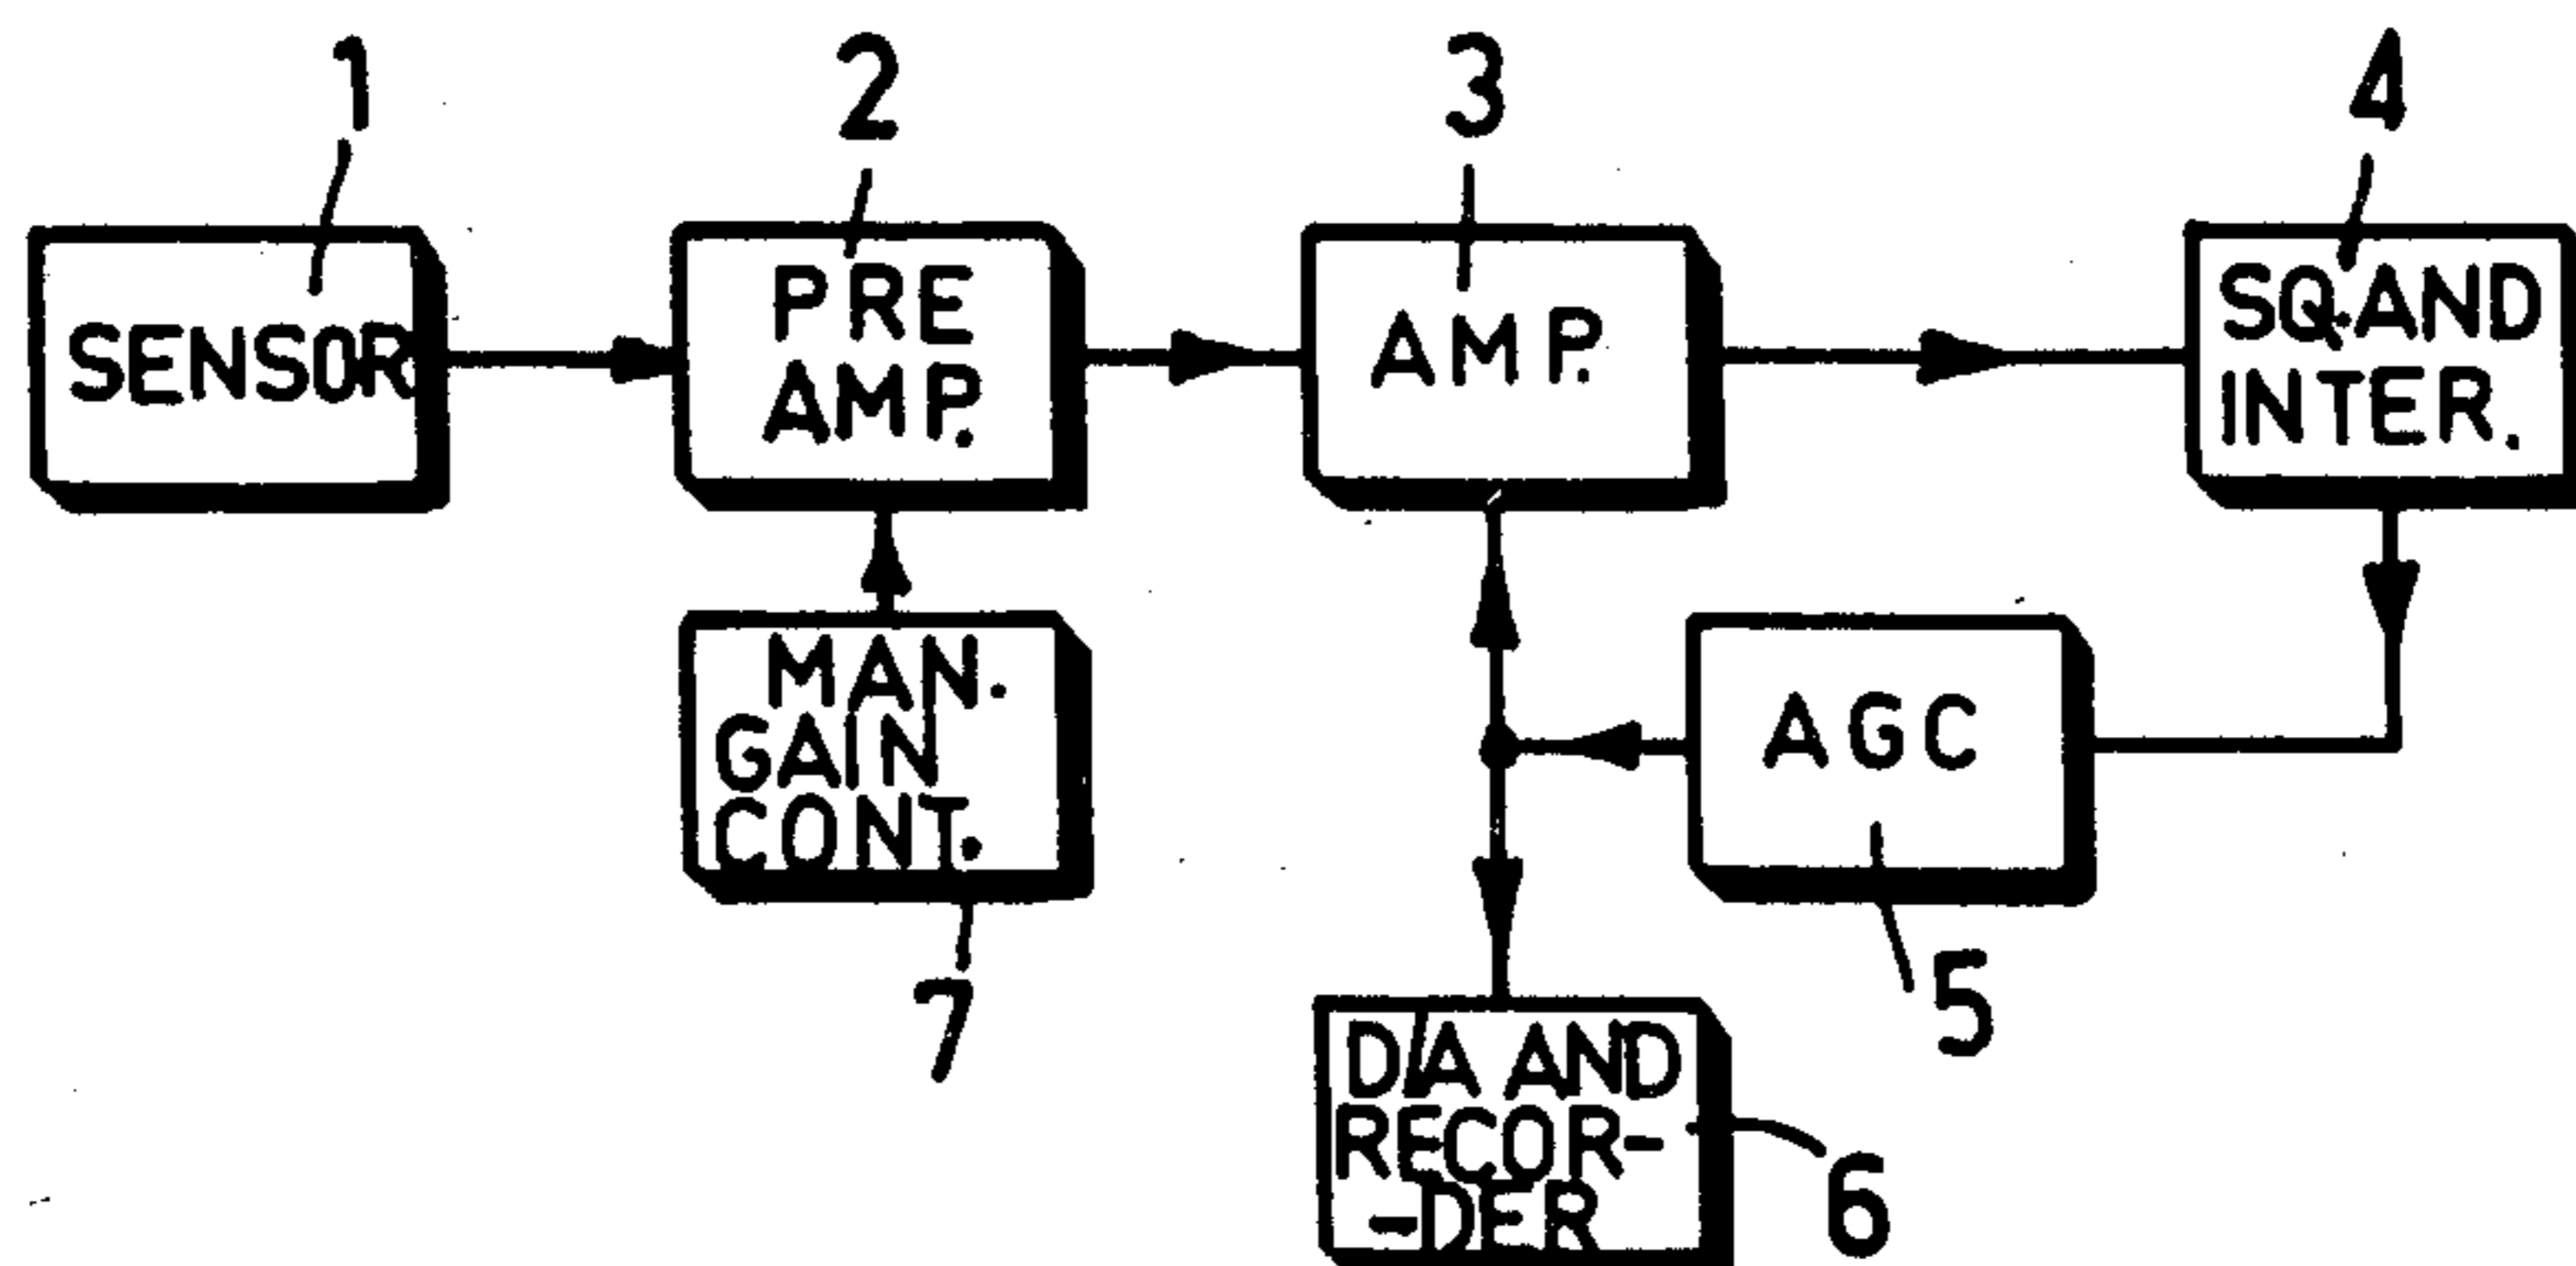 1
2
3
4
SENSOR
PRE
AMP.
AMP.
SQ.AND
INTER.
MAN.
GAIN
CONT.
AGC
7
5
D/A AND
RECOR-
-DER
6